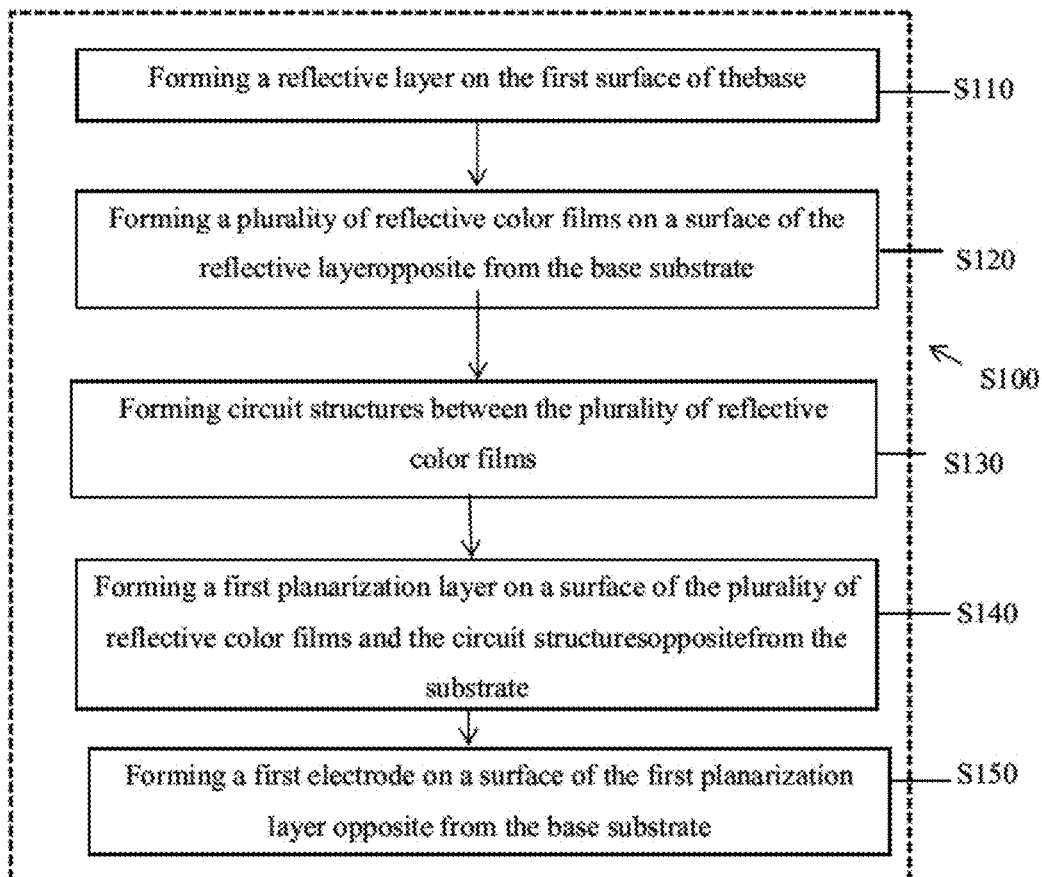 Forming a reflective layer on the first surface of thebase
S110
Forming a plurality of reflective color films on a surface of the
reflective layeropposite from the base substrate
S120
S100
Forming circuit structures between the plurality of reflective
color films
S130
Forming a first planarization layer on a surface of the plurality of
reflective color films and the circuit structuresoppositefrom the
substrate
S140
Forming a first electrode on a surface of the first planarization
layer opposite from the base substrate
S150